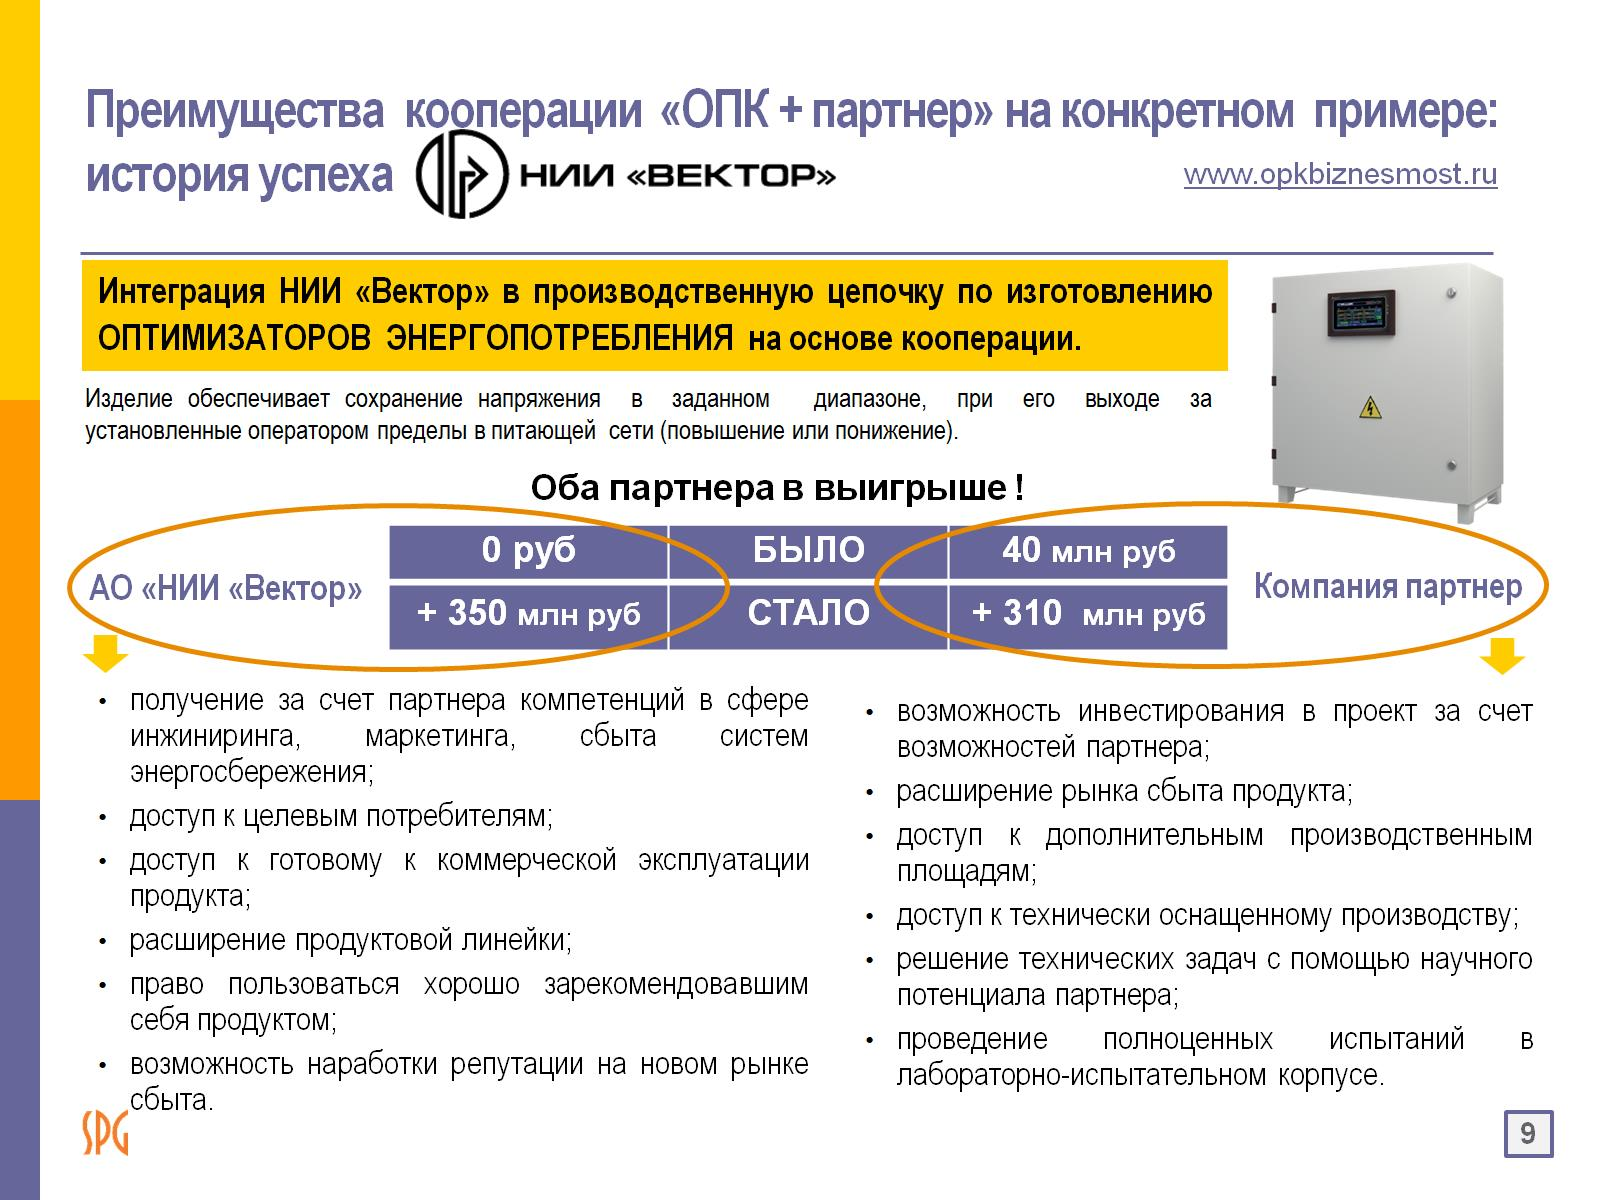 Преимущества кооперации «ОПК + партнер» на конкретном примере:
история успеха НИИ «ВЕКТОР» www.opkbiznesmost.ru
Интеграция НИИ «Вектор» в производственную цепочку по изготовлению
ОПТИМИЗАТОРОВ ЭНЕРГОПОТРЕБЛЕНИЯ на основе кооперации.
Изделие обеспечивает сохранение напряжения в заданном диапазоне, при его выходе за
установленные оператором пределы в питающей сети (повышение или понижение).
Оба партнера в выигрыше !
0 руб БЫЛО 40 млн руб
АО «НИИ «Вектор» Компания партнер
+ 350 млн руб СТАЛО + 310 млн руб
• получение за счет партнера компетенций в сфере
инжиниринга, маркетинга, сбыта систем
энергосбережения;
• доступ к целевым потребителям;
• доступ к готовому к коммерческой эксплуатации
продукта;
• расширение продуктовой линейки;
• право пользоваться хорошо зарекомендовавшим
себя продуктом;
• возможность наработки репутации на новом рынке
сбыта.
• возможность инвестирования в проект за счет
возможностей партнера;
• расширение рынка сбыта продукта;
• доступ к дополнительным производственным
площадям;
• доступ к технически оснащенному производству;
• решение технических задач с помощью научного
потенциала партнера;
• проведение полноценных испытаний в
лабораторно-испытательном корпусе.
SPG
9